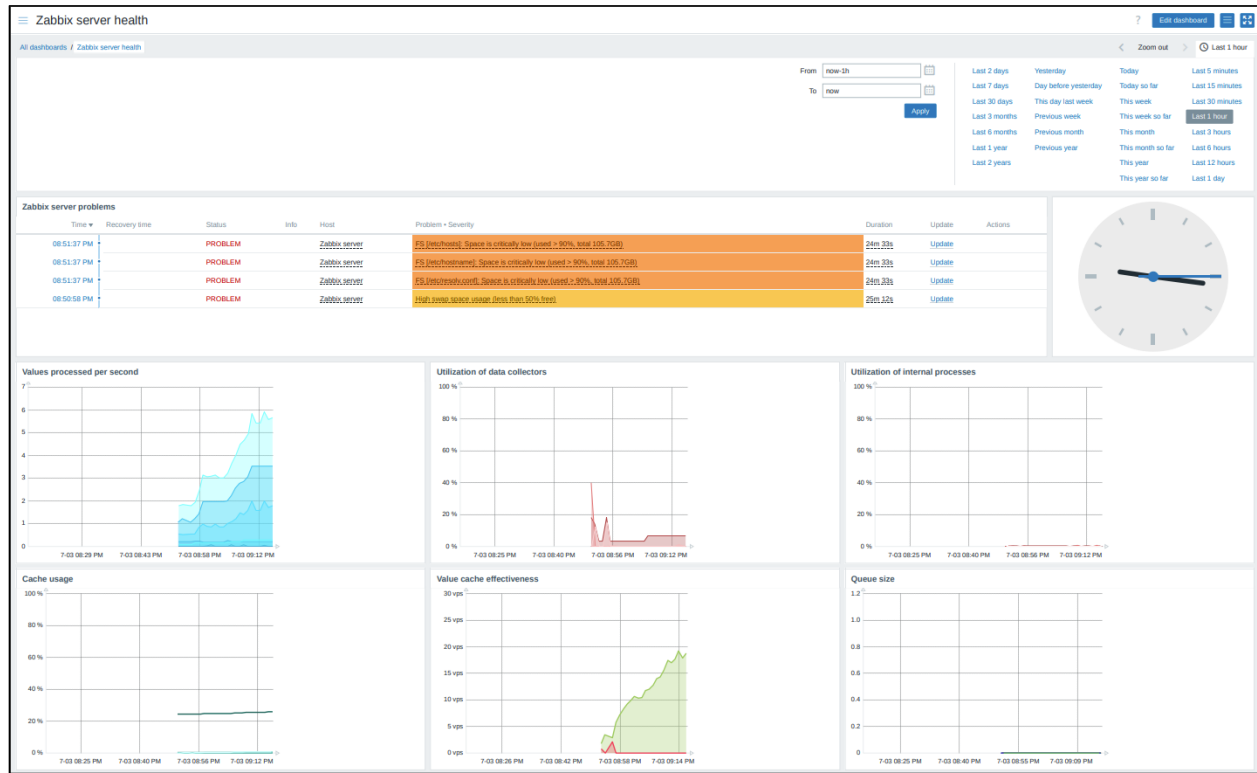 Zabbix server health
? Edit dashboard
All dashboards / Zabbix server health
Zoom out Last 1 hour
From now-1h
To now
Apply
Last 2 days Yesterday Today Last 5 minutes
Last 7 days Day before yesterday Today so far Last 15 minutes
Last 30 days This day last week This week Last 30 minutes
Last 3 months Previous week This week so far Last 1 hour
Last 6 months Previous month This month Last 3 hours
Last 1 year Previous year This month so far Last 6 hours
Last 2 years This year Last 12 hours
This year so far Last 1 day
Zabbix server problems
Time ▼ Recovery time Status Info Host Problem • Severity Duration Update Actions
08:51:37 PM PROBLEM Zabbix server FS [/etc/hosts]: Space is critically low (used > 90%, total 105.7GB) 24m 33s Update
08:51:37 PM PROBLEM Zabbix server FS [/etc/hostname]: Space is critically low (used > 90%, total 105.7GB) 24m 33s Update
08:51:37 PM PROBLEM Zabbix server FS [/etc/resolv.conf]: Space is critically low (used > 90%, total 105.7GB) 24m 33s Update
08:50:58 PM PROBLEM Zabbix server High swap space usage (less than 50% free) 25m 12s Update
Values processed per second
7
6
5
4
3
2
1
0
7-03 08:29 PM 7-03 08:43 PM 7-03 08:58 PM 7-03 09:12 PM
Utilization of data collectors
100 %
80 %
60 %
40 %
20 %
0 %
7-03 08:25 PM 7-03 08:40 PM 7-03 08:56 PM 7-03 09:12 PM
Utilization of internal processes
100 %
80 %
60 %
40 %
20 %
0 %
7-03 08:25 PM 7-03 08:40 PM 7-03 08:56 PM 7-03 09:12 PM
Cache usage
100 %
80 %
60 %
40 %
20 %
0 %
7-03 08:25 PM 7-03 08:40 PM 7-03 08:56 PM 7-03 09:12 PM
Value cache effectiveness
30 vps
25 vps
20 vps
15 vps
10 vps
5 vps
0 vps
7-03 08:26 PM 7-03 08:42 PM 7-03 08:58 PM 7-03 09:14 PM
Queue size
1.2
1.0
0.8
0.6
0.4
0.2
0
7-03 08:25 PM 7-03 08:40 PM 7-03 08:55 PM 7-03 09:09 PM